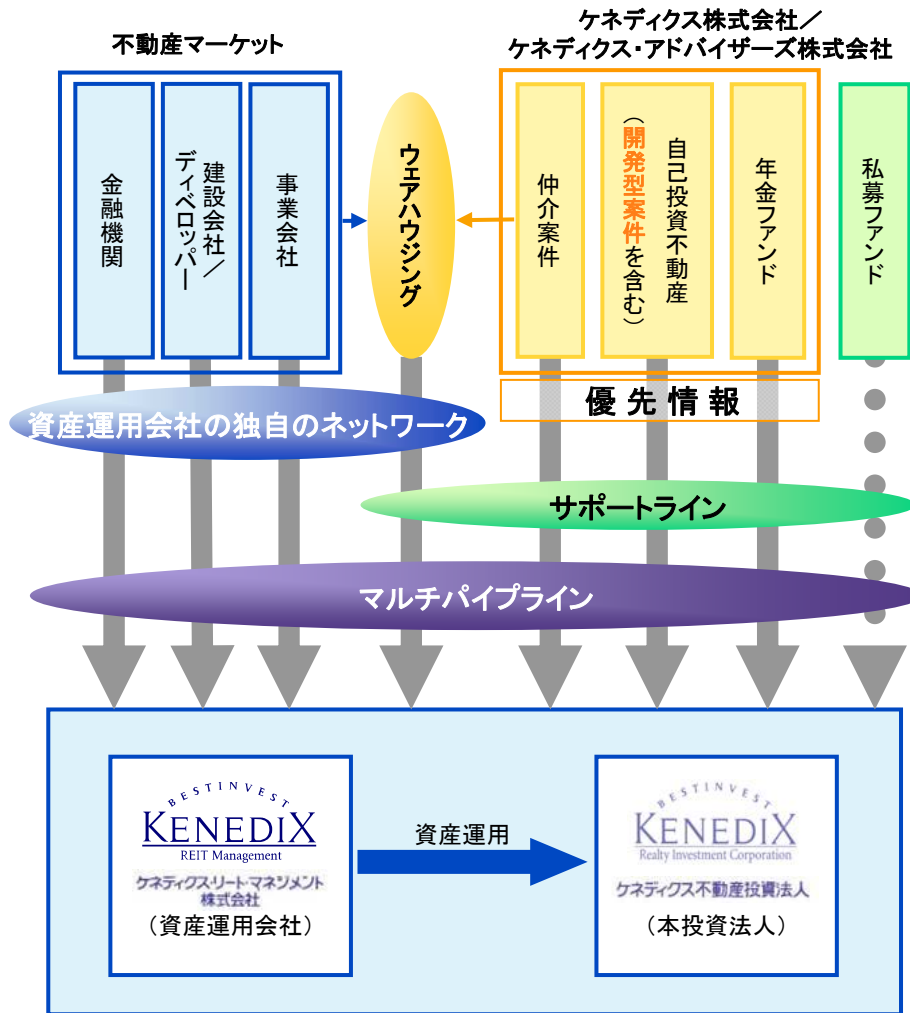 不動産マーケット
ケネディクス株式会社／
ケネディクス・アドバイザーズ株式会社
金融機関
建設会社／
ディベロッパー
事業会社
ウェアハウジング
仲介案件
自己投資不動産
（開発型案件を含む）
年金ファンド
私募ファンド
優先情報
資産運用会社の独自のネットワーク
サポートライン
マルチパイプライン
BESTINVEST
KENEDIX
REIT Management
ケネディクス・リート・マネジメント
株式会社
（資産運用会社）
資産運用
BESTINVEST
KENEDIX
Realty Investment Corporation
ケネディクス不動産投資法人
（本投資法人）